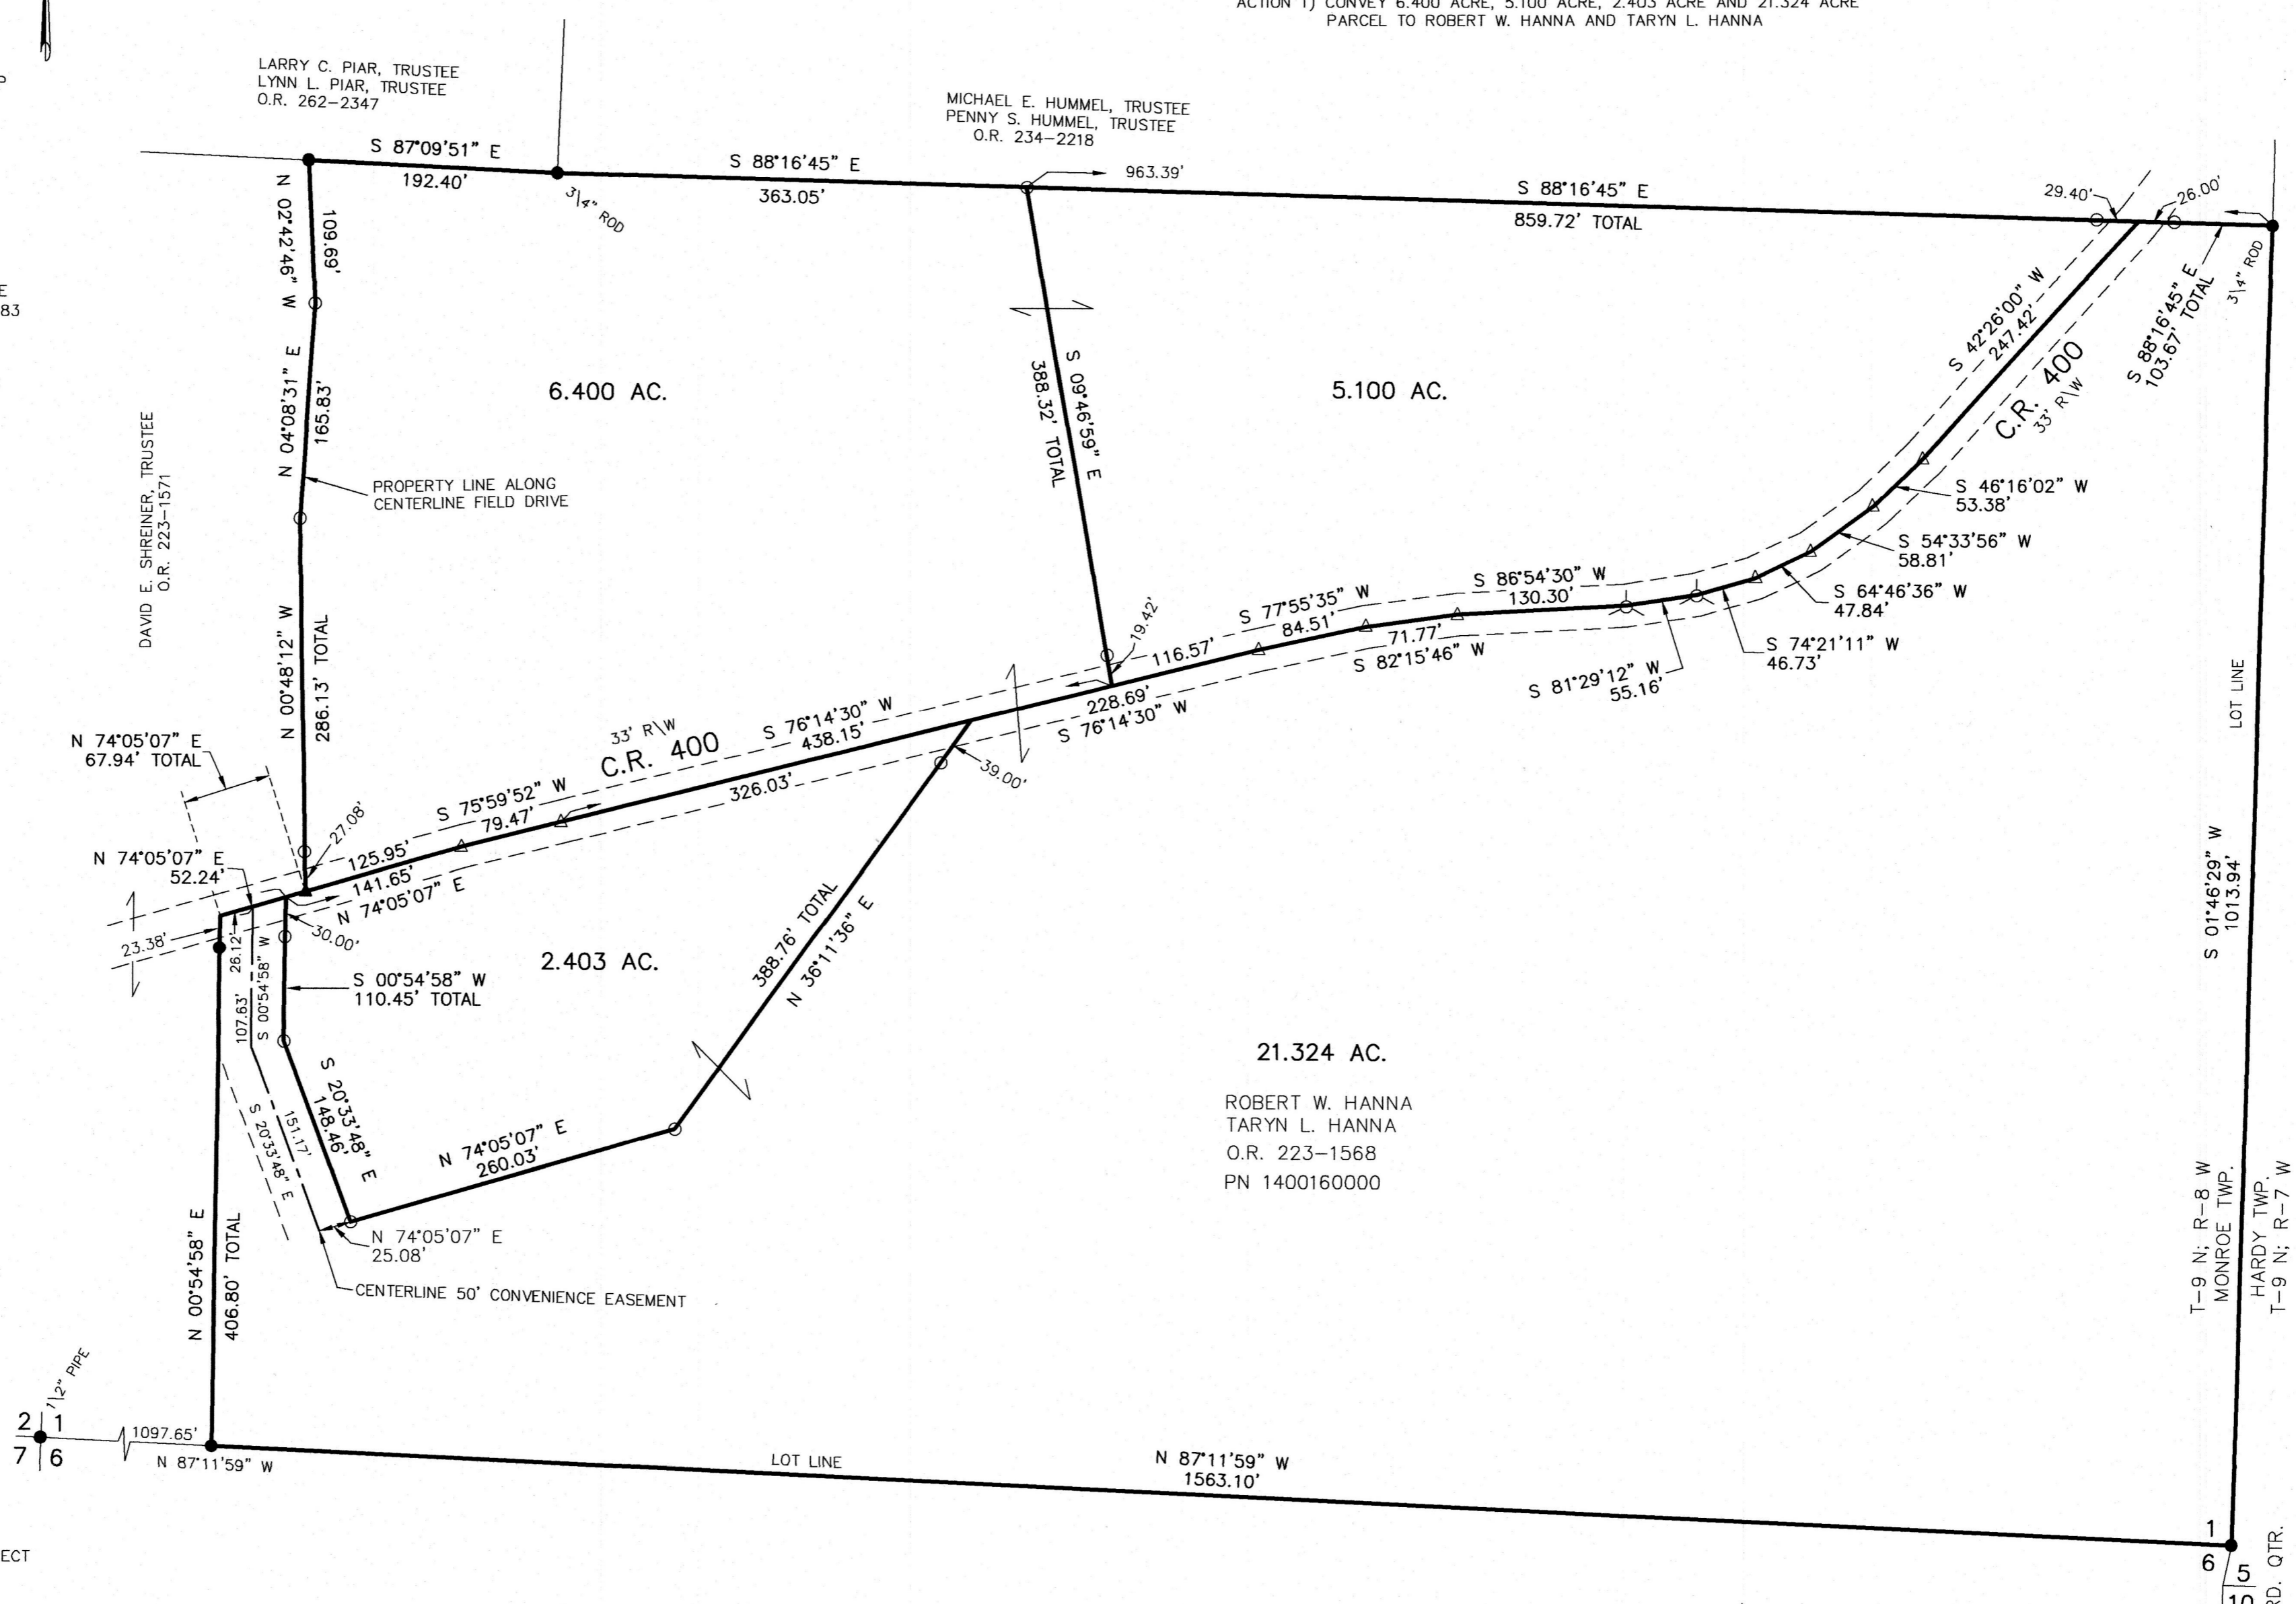 ACTION 1) CONVEY 6.400 ACRE, 5.100 ACRE, 2.403 ACRE AND 21.324 ACRE
PARCEL TO ROBERT W. HANNA AND TARYN L. HANNA
LARRY C. PIAR, TRUSTEE
LYNN L. PIAR, TRUSTEE
O.R. 262-2347
MICHAEL E. HUMMEL, TRUSTEE
PENNY S. HUMMEL, TRUSTEE
O.R. 234-2218
S 87°09'51" E
192.40'
3\4" ROD
S 88°16'45" E
363.05'
963.39'
S 88°16'45" E
859.72' TOTAL
29.40'
26.00'
S 88°16'45" E
103.67' TOTAL
3\4" ROD
E
83
N 02°42'46" W
109.69'
N 04°08'31" E
165.83'
PROPERTY LINE ALONG
CENTERLINE FIELD DRIVE
DAVID E. SHREINER, TRUSTEE
O.R. 223-1571
N 00°48'12" W
286.13' TOTAL
6.400 AC.
S 09°46'59" E
388.32' TOTAL
5.100 AC.
S 42°26'00" W
247.42'
C.R. 400
33' R\W
S 46°16'02" W
53.38'
S 54°33'56" W
58.81'
S 64°46'36" W
47.84'
S 74°21'11" W
46.73'
S 81°29'12" W
55.16'
S 86°54'30" W
130.30'
71.77'
S 82°15'46" W
S 77°55'35" W
84.51'
116.57'
19.42'
228.69'
S 76°14'30" W
S 76°14'30" W
438.15'
33' R\W
C.R. 400
326.03'
39.00'
S 75°59'52" W
79.47'
125.95'
27.08'
141.65'
N 74°05'07" E
N 74°05'07" E
67.94' TOTAL
N 74°05'07" E
52.24'
23.38'
26.12'
30.00'
107.63'
S 00°54'58" W
S 00°54'58" W
110.45' TOTAL
2.403 AC.
388.76' TOTAL
N 36°11'36" E
S 20°33'48" E
148.46'
151.17'
S 20°33'48" E
N 74°05'07" E
260.03'
N 74°05'07" E
25.08'
CENTERLINE 50' CONVENIENCE EASEMENT
N 00°54'58" E
406.80' TOTAL
21.324 AC.
ROBERT W. HANNA
TARYN L. HANNA
O.R. 223-1568
PN 1400160000
LOT LINE
S 01°46'29" W
1013.94'
T-9 N; R-8 W
MONROE TWP.
HARDY TWP.
T-9 N; R-7 W
1\2" PIPE
2 1
7 6
1097.65'
N 87°11'59" W
LOT LINE
N 87°11'59" W
1563.10'
1
6 5
10
RD. QTR.
ECT